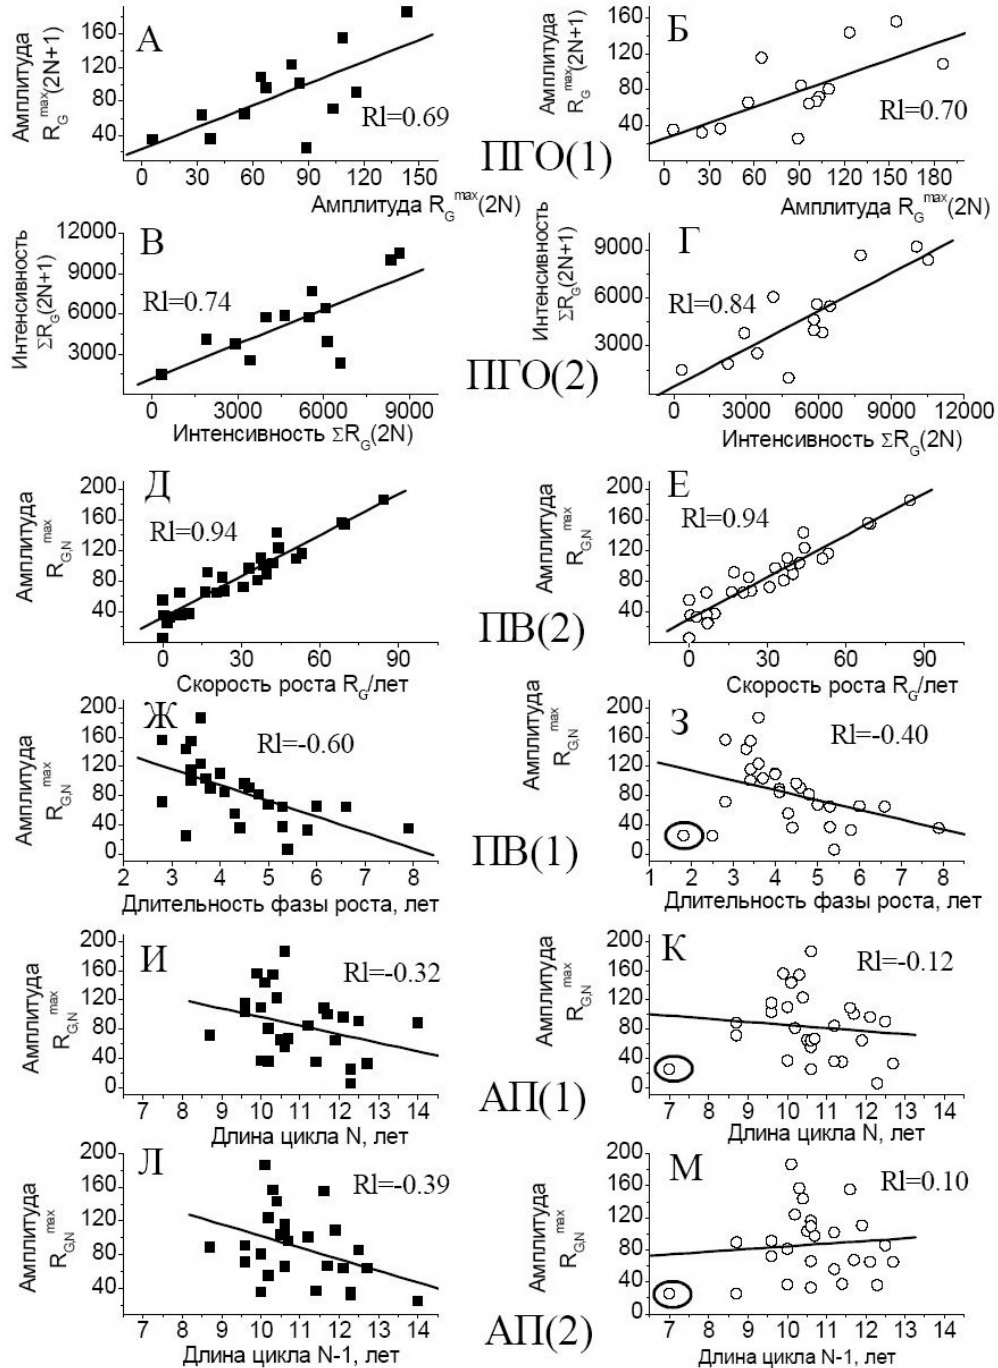 А
Амплитуда
R_G^max(2N+1)
160
120
80
40
Rl=0.69
0 30 60 90 120 150
Амплитуда R_G^max(2N)
Б
Амплитуда
R_G^max(2N+1)
160
120
80
40
Rl=0.70
0 30 60 90 120 150 180
Амплитуда R_G^max(2N)
ПГО(1)
В
Интенсивность
ΣR_G(2N+1)
12000
9000
6000
3000
Rl=0.74
0 3000 6000 9000
Интенсивность ΣR_G(2N)
Г
Интенсивность
ΣR_G(2N+1)
9000
6000
3000
Rl=0.84
0 3000 6000 9000 12000
Интенсивность ΣR_G(2N)
ПГО(2)
Д
Амплитуда
R_G,N^max
200
160
120
80
40
Rl=0.94
0 30 60 90
Скорость роста R_G/лет
Е
Амплитуда
R_G,N^max
200
160
120
80
40
Rl=0.94
0 30 60 90
Скорость роста R_G/лет
ПВ(2)
Ж
Амплитуда
R_G,N^max
200
160
120
80
40
0
Rl=-0.60
2 3 4 5 6 7 8
Длительность фазы роста, лет
З
Амплитуда
R_G,N^max
200
160
120
80
40
0
Rl=-0.40
1 2 3 4 5 6 7 8
Длительность фазы роста, лет
ПВ(1)
И
Амплитуда
R_G,N^max
200
160
120
80
40
0
Rl=-0.32
7 8 9 10 11 12 13 14
Длина цикла N, лет
К
Амплитуда
R_G,N^max
200
160
120
80
40
0
Rl=-0.12
7 8 9 10 11 12 13 14
Длина цикла N, лет
АП(1)
Л
Амплитуда
R_G,N^max
200
160
120
80
40
Rl=-0.39
7 8 9 10 11 12 13 14
Длина цикла N-1, лет
М
Амплитуда
R_G,N^max
200
160
120
80
40
0
Rl=0.10
7 8 9 10 11 12 13 14
Длина цикла N-1, лет
АП(2)